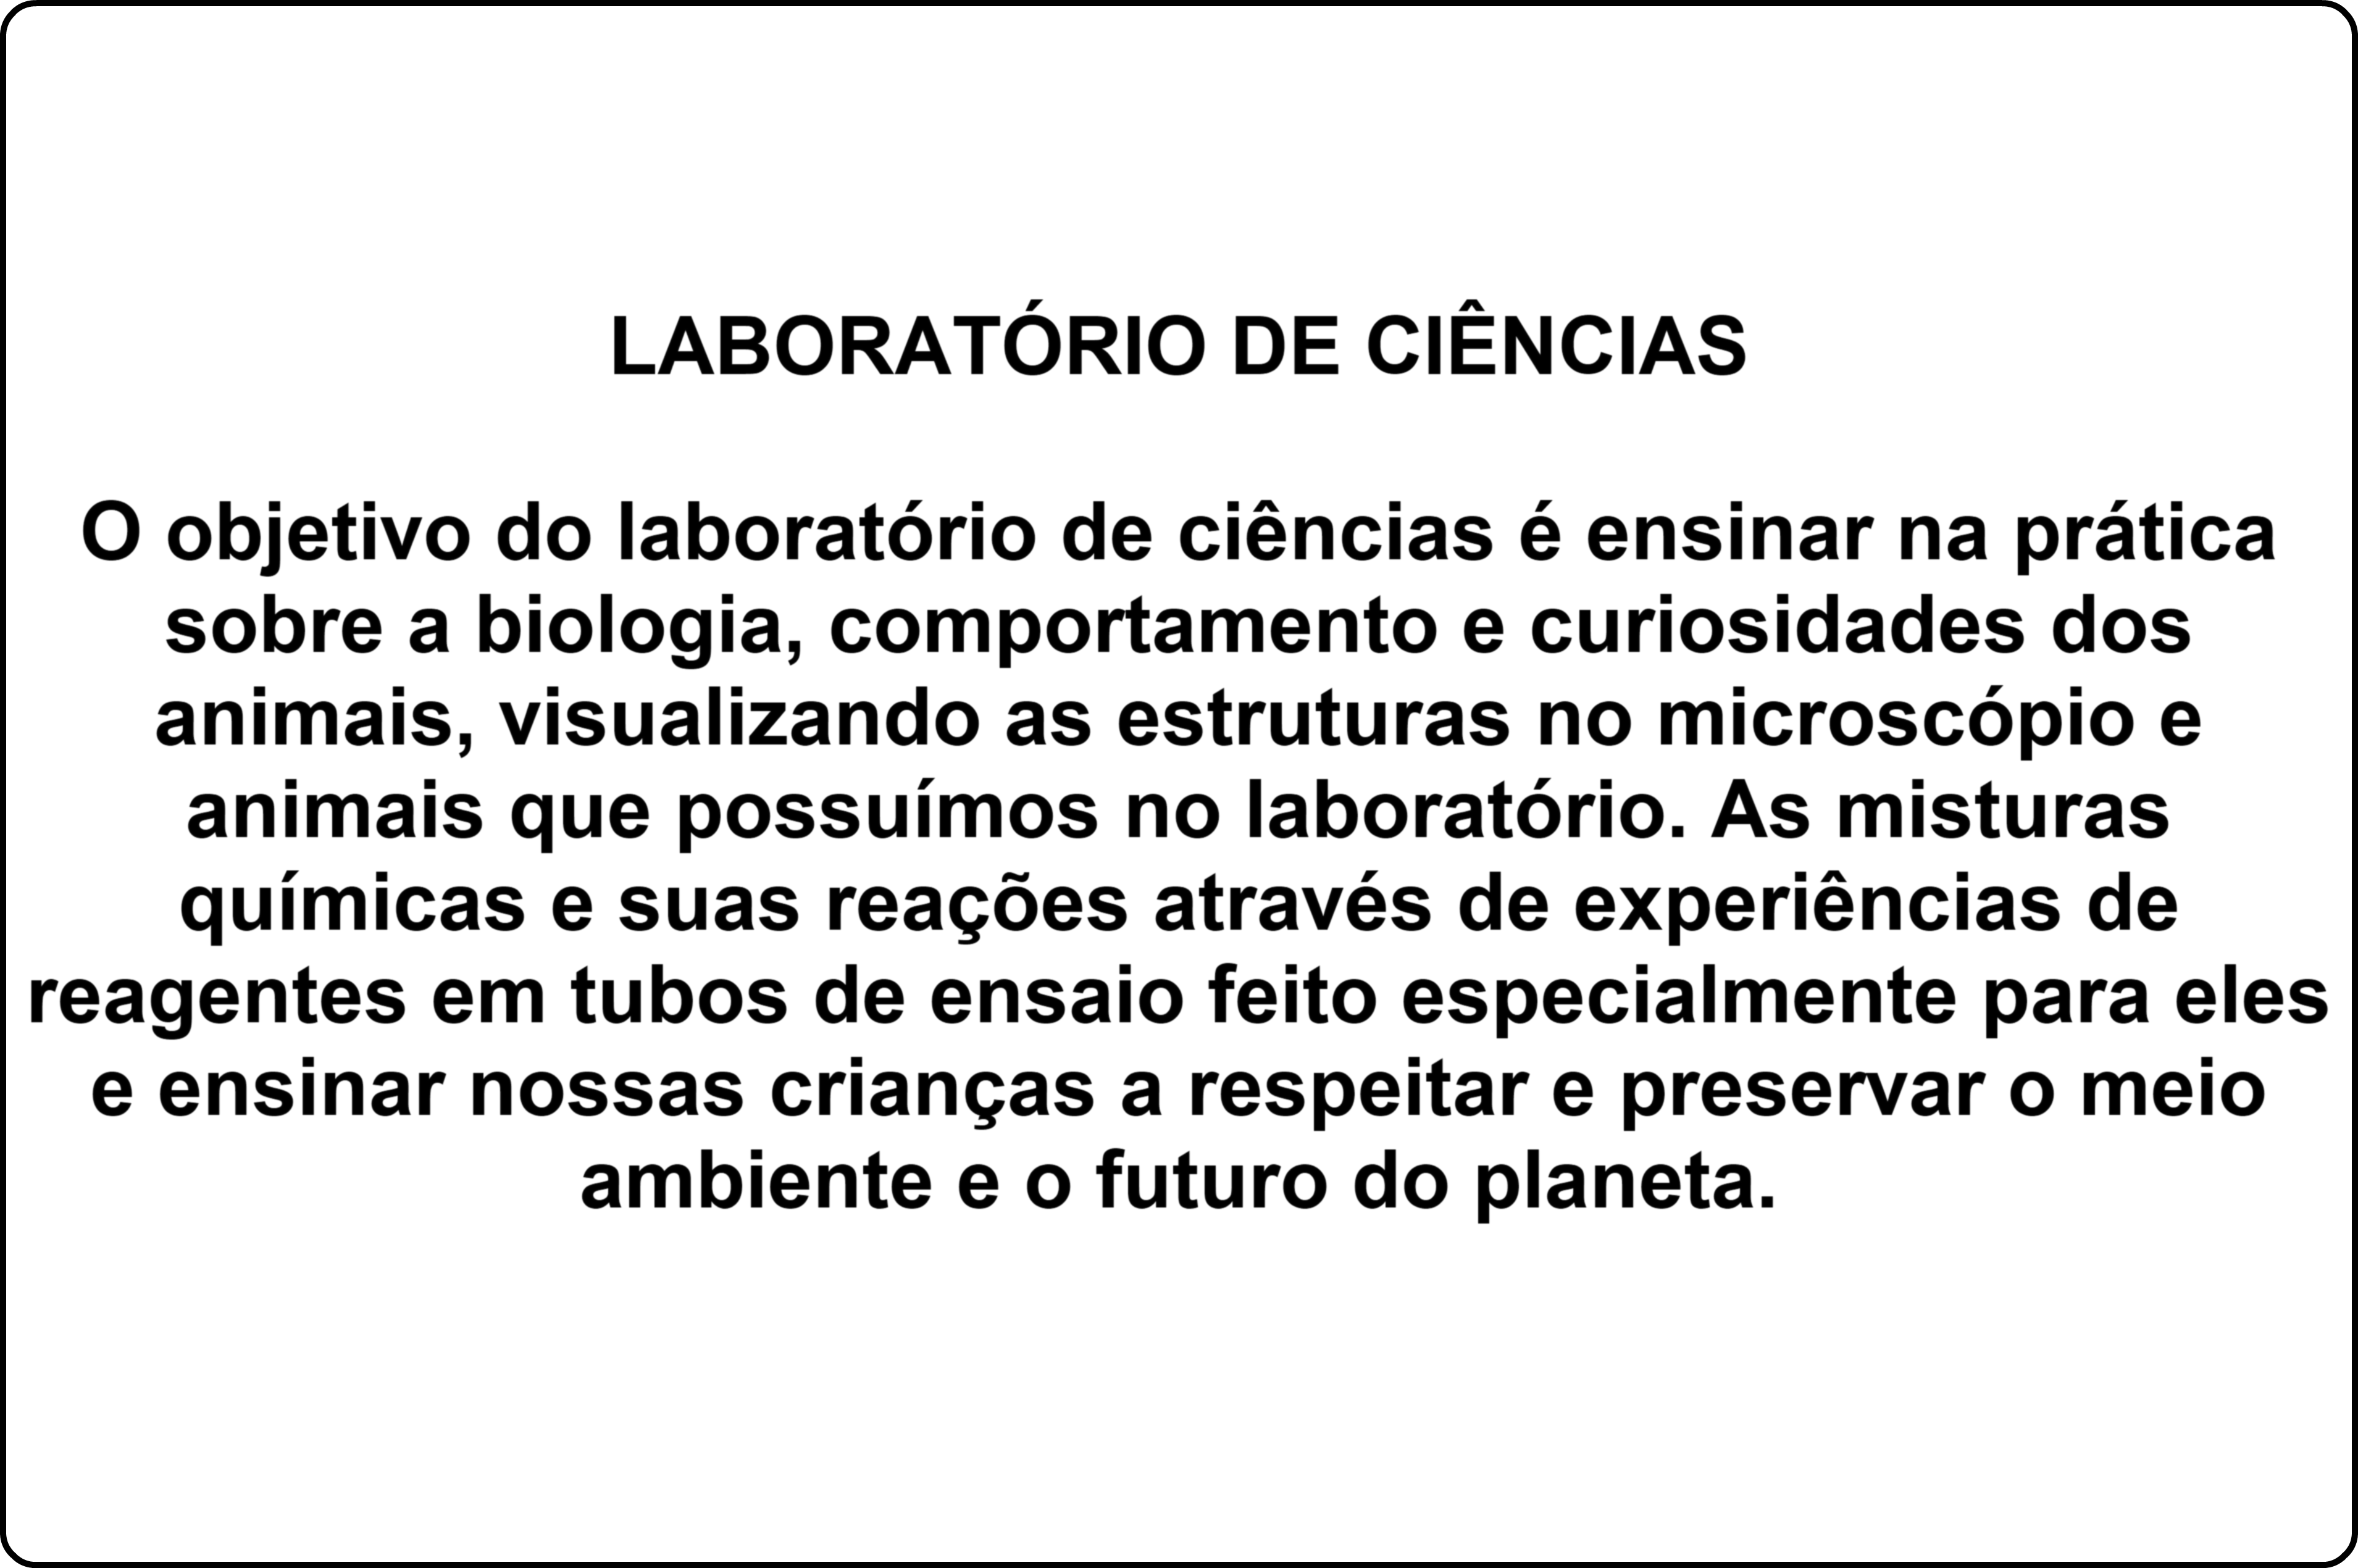 LABORATÓRIO DE CIÊNCIAS
O objetivo do laboratório de ciências é ensinar na prática
sobre a biologia, comportamento e curiosidades dos
animais, visualizando as estruturas no microscópio e
animais que possuímos no laboratório. As misturas
químicas e suas reações através de experiências de
reagentes em tubos de ensaio feito especialmente para eles
e ensinar nossas crianças a respeitar e preservar o meio
ambiente e o futuro do planeta.